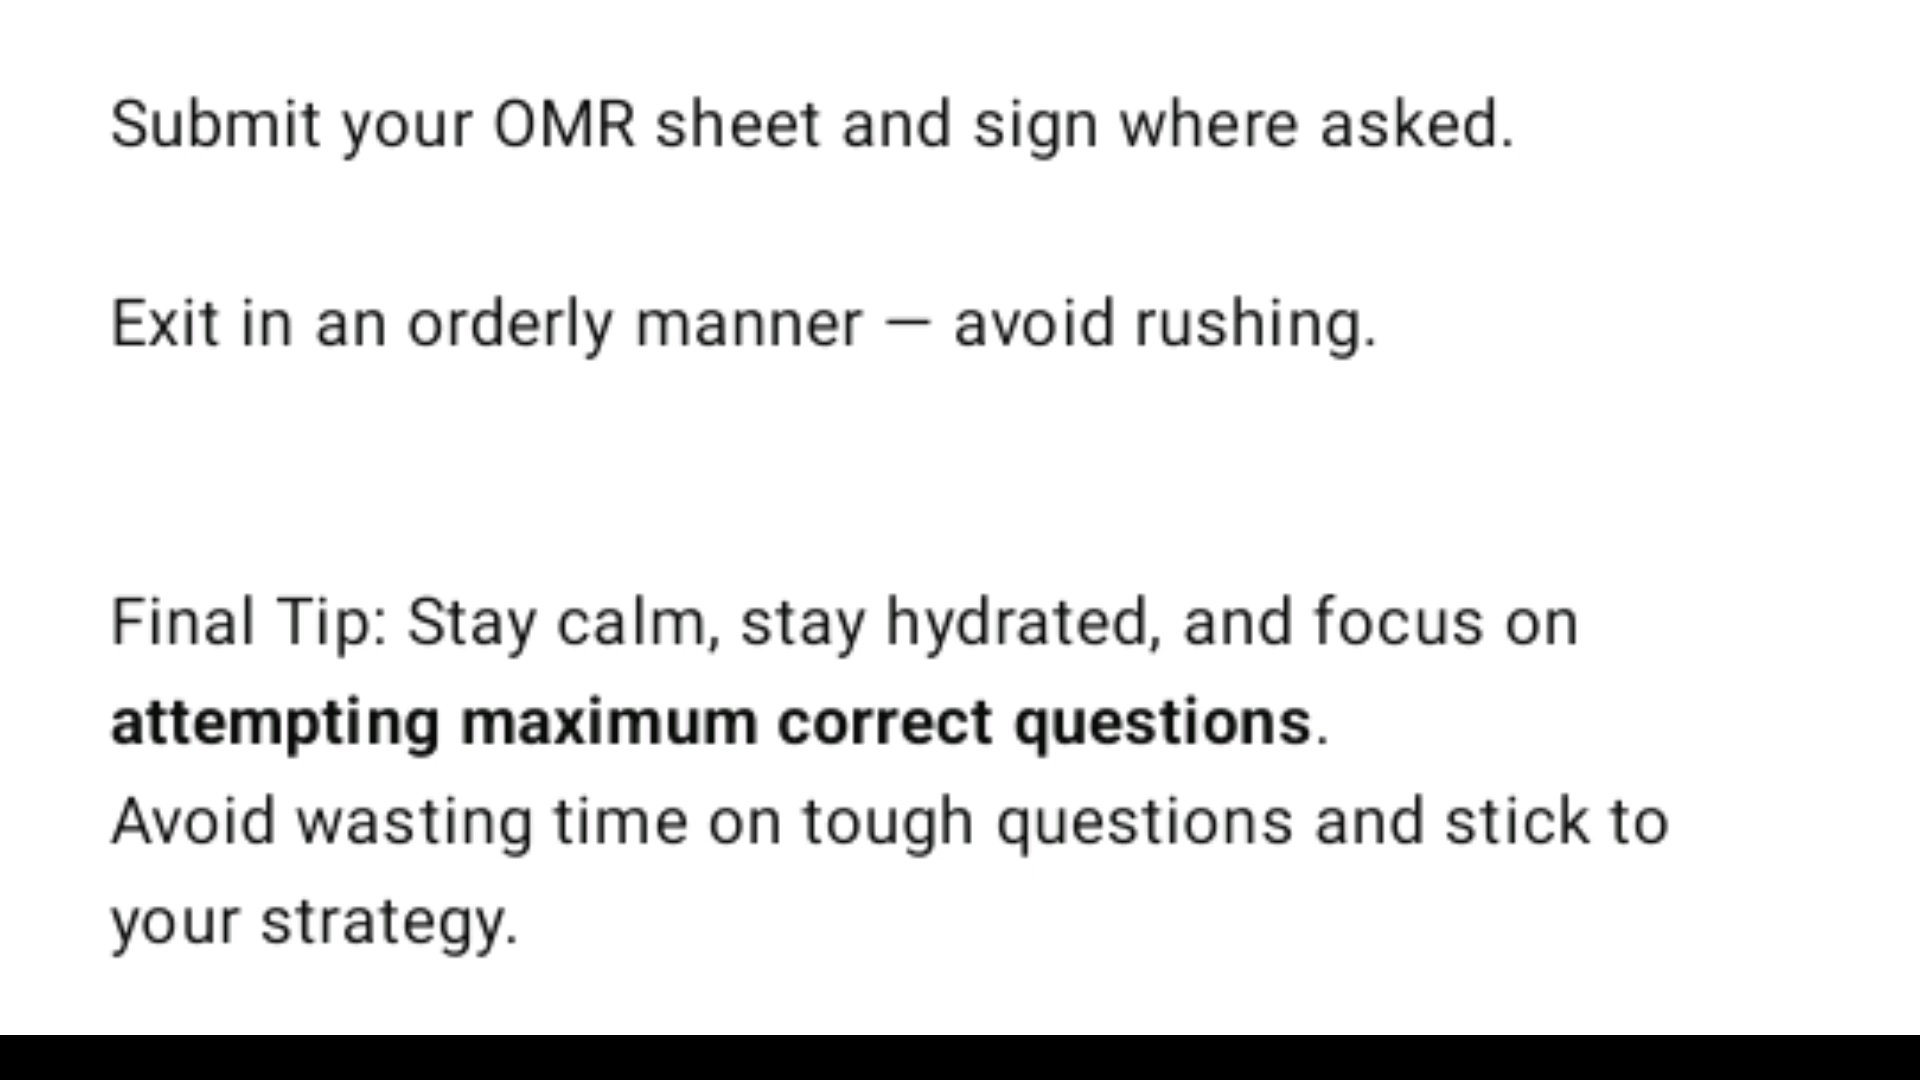 Submit your OMR sheet and sign where asked.
Exit in an orderly manner — avoid rushing.
Final Tip: Stay calm, stay hydrated, and focus on
attempting maximum correct questions.
Avoid wasting time on tough questions and stick to
your strategy.